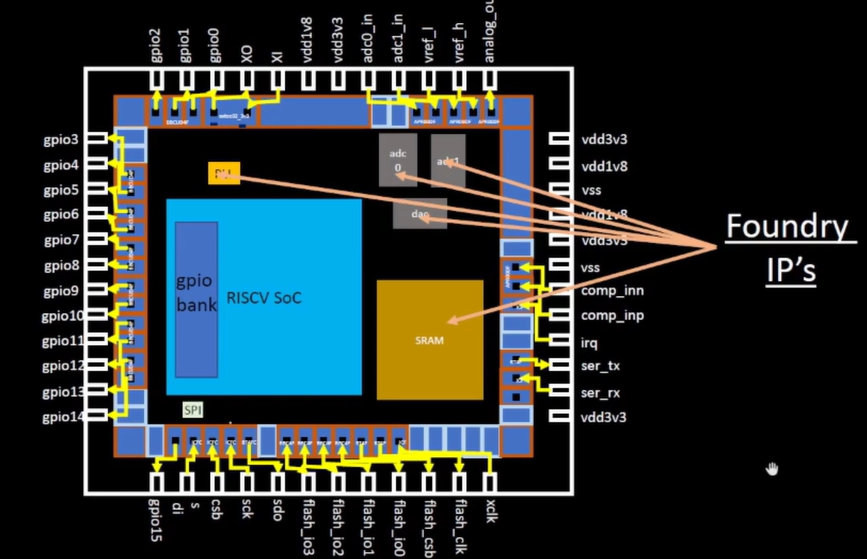 gpio2
gpio1
gpio0
XO
XI
vdd1v8
vdd3v3
adc0_in
adc1_in
vref_l
vref_h
analog_ou
gpio3
gpio4
gpio5
gpio6
gpio7
gpio8
gpio9
gpio10
gpio11
gpio12
gpio13
gpio14
vdd3v3
vdd1v8
vss
vdd1v8
vdd3v3
vss
comp_inn
comp_inp
irq
ser_tx
ser_rx
vdd3v3
adc
0
adc1
dac
gpio
bank
RISCV SoC
SRAM
SPI
Foundry
IP's
gpio15
di
s
csb
sck
sdo
flash_io3
flash_io2
flash_io1
flash_io0
flash_csb
flash_clk
xclk